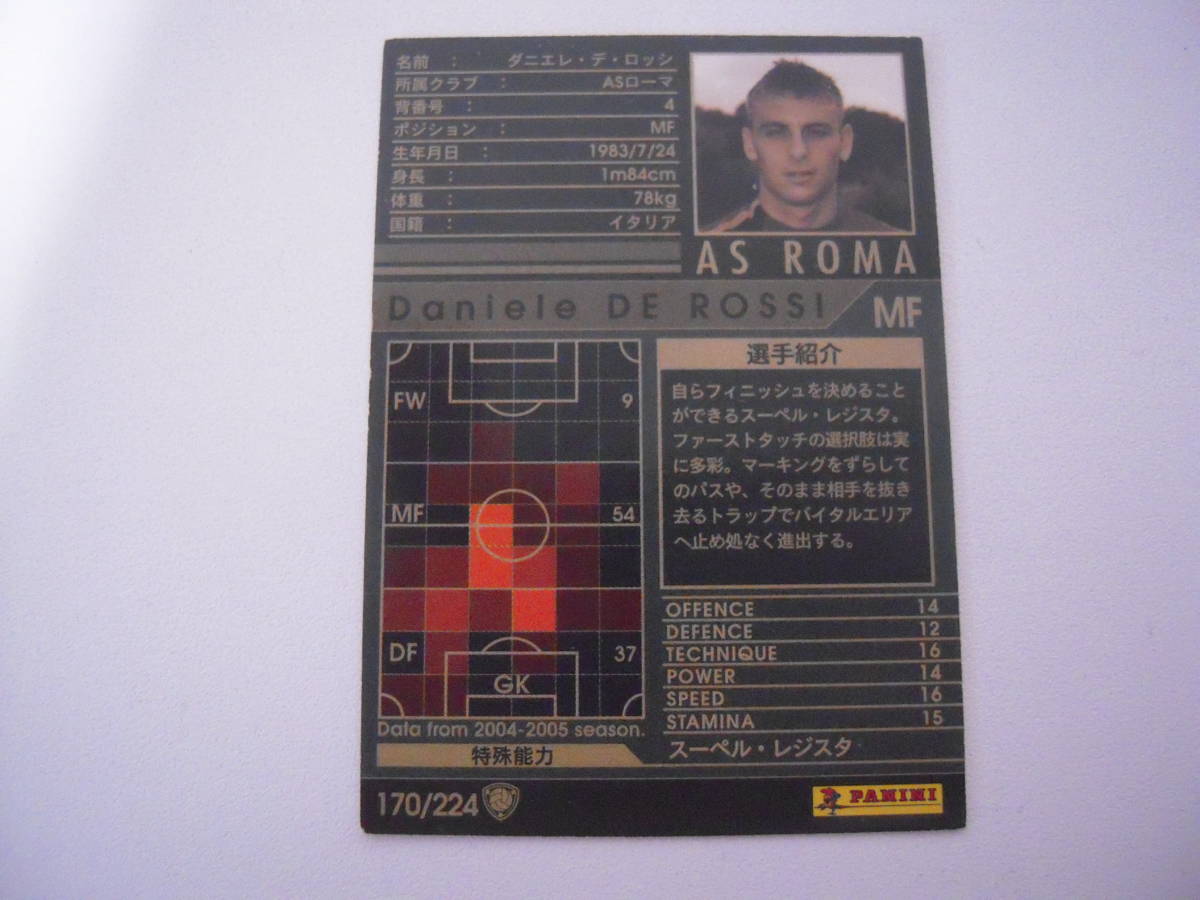 名前 : ダニエレ・デ・ロッシ
所属クラブ : ASローマ
背番号 : 4
ポジション : MF
生年月日 : 1983/7/24
身長 : 1m84cm
体重 : 78kg
国籍 : イタリア
AS ROMA
Daniele DE ROSSI
MF
FW 9
MF 54
DF 37
GK
Data from 2004-2005 season.
特殊能力
選手紹介
自らフィニッシュを決めること
ができるスーペル・レジスタ。
ファーストタッチの選択肢は実
に多彩。マーキングをずらして
のパスや、そのまま相手を抜き
去るトラップでバイタルエリア
へ止め処なく進出する。
OFFENCE 14
DEFENCE 12
TECHNIQUE 16
POWER 14
SPEED 16
STAMINA 15
スーペル・レジスタ
170/224
PANINI